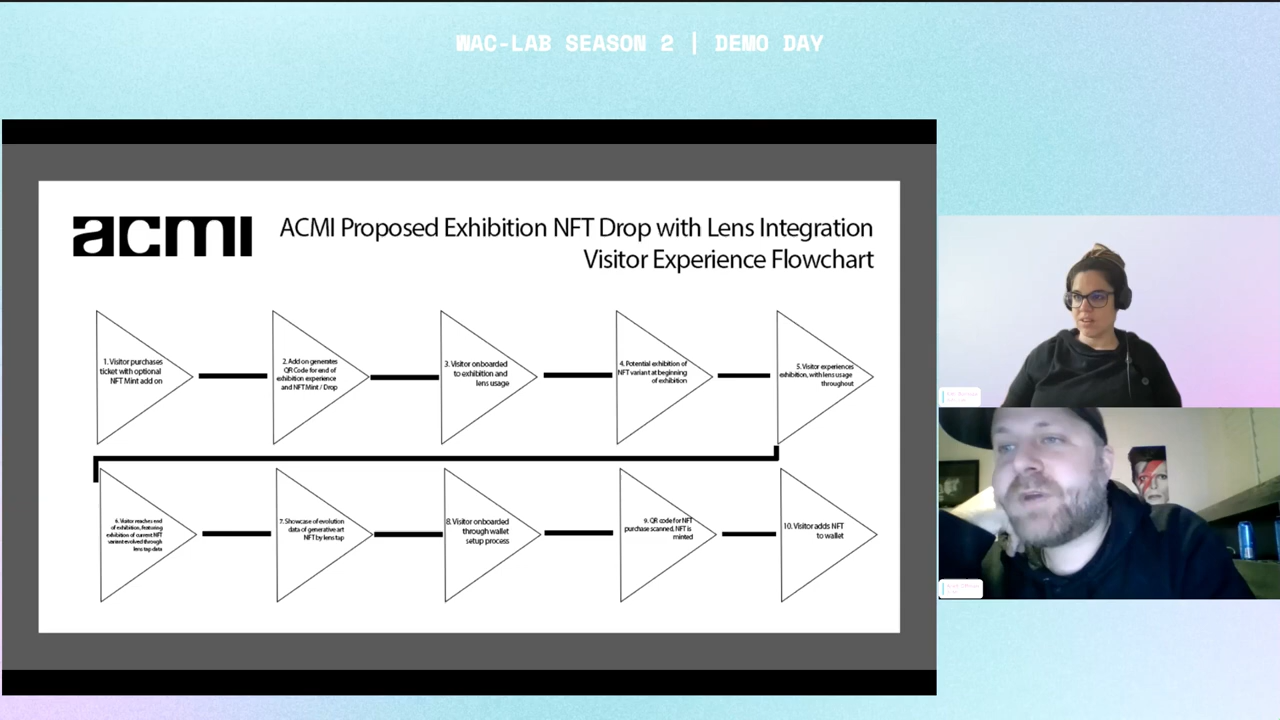 WAC-LAB SEASON 2 | DEMO DAY
acmi
ACMI Proposed Exhibition NFT Drop with Lens Integration
Visitor Experience Flowchart
1. Visitor purchases
ticket with optional
NFT Mint add on
2. Add on generates
QR Code for end of
exhibition experience
and NFT Mint / Drop
3. Visitor onboarded
to exhibition and
lens usage
4. Potential exhibition of
NFT variant at beginning
of exhibition
5. Visitor experiences
exhibition, with lens usage
throughout
6. Visitor reaches end
of exhibition, featuring
exhibition of current NFT
variant evolved through
lens tap data
7. Showcase of evolution
data of generative art
NFT by lens tap
8. Visitor onboarded
through wallet
setup process
9. QR code for NFT
purchase scanned, NFT is
minted
10. Visitor adds NFT
to wallet